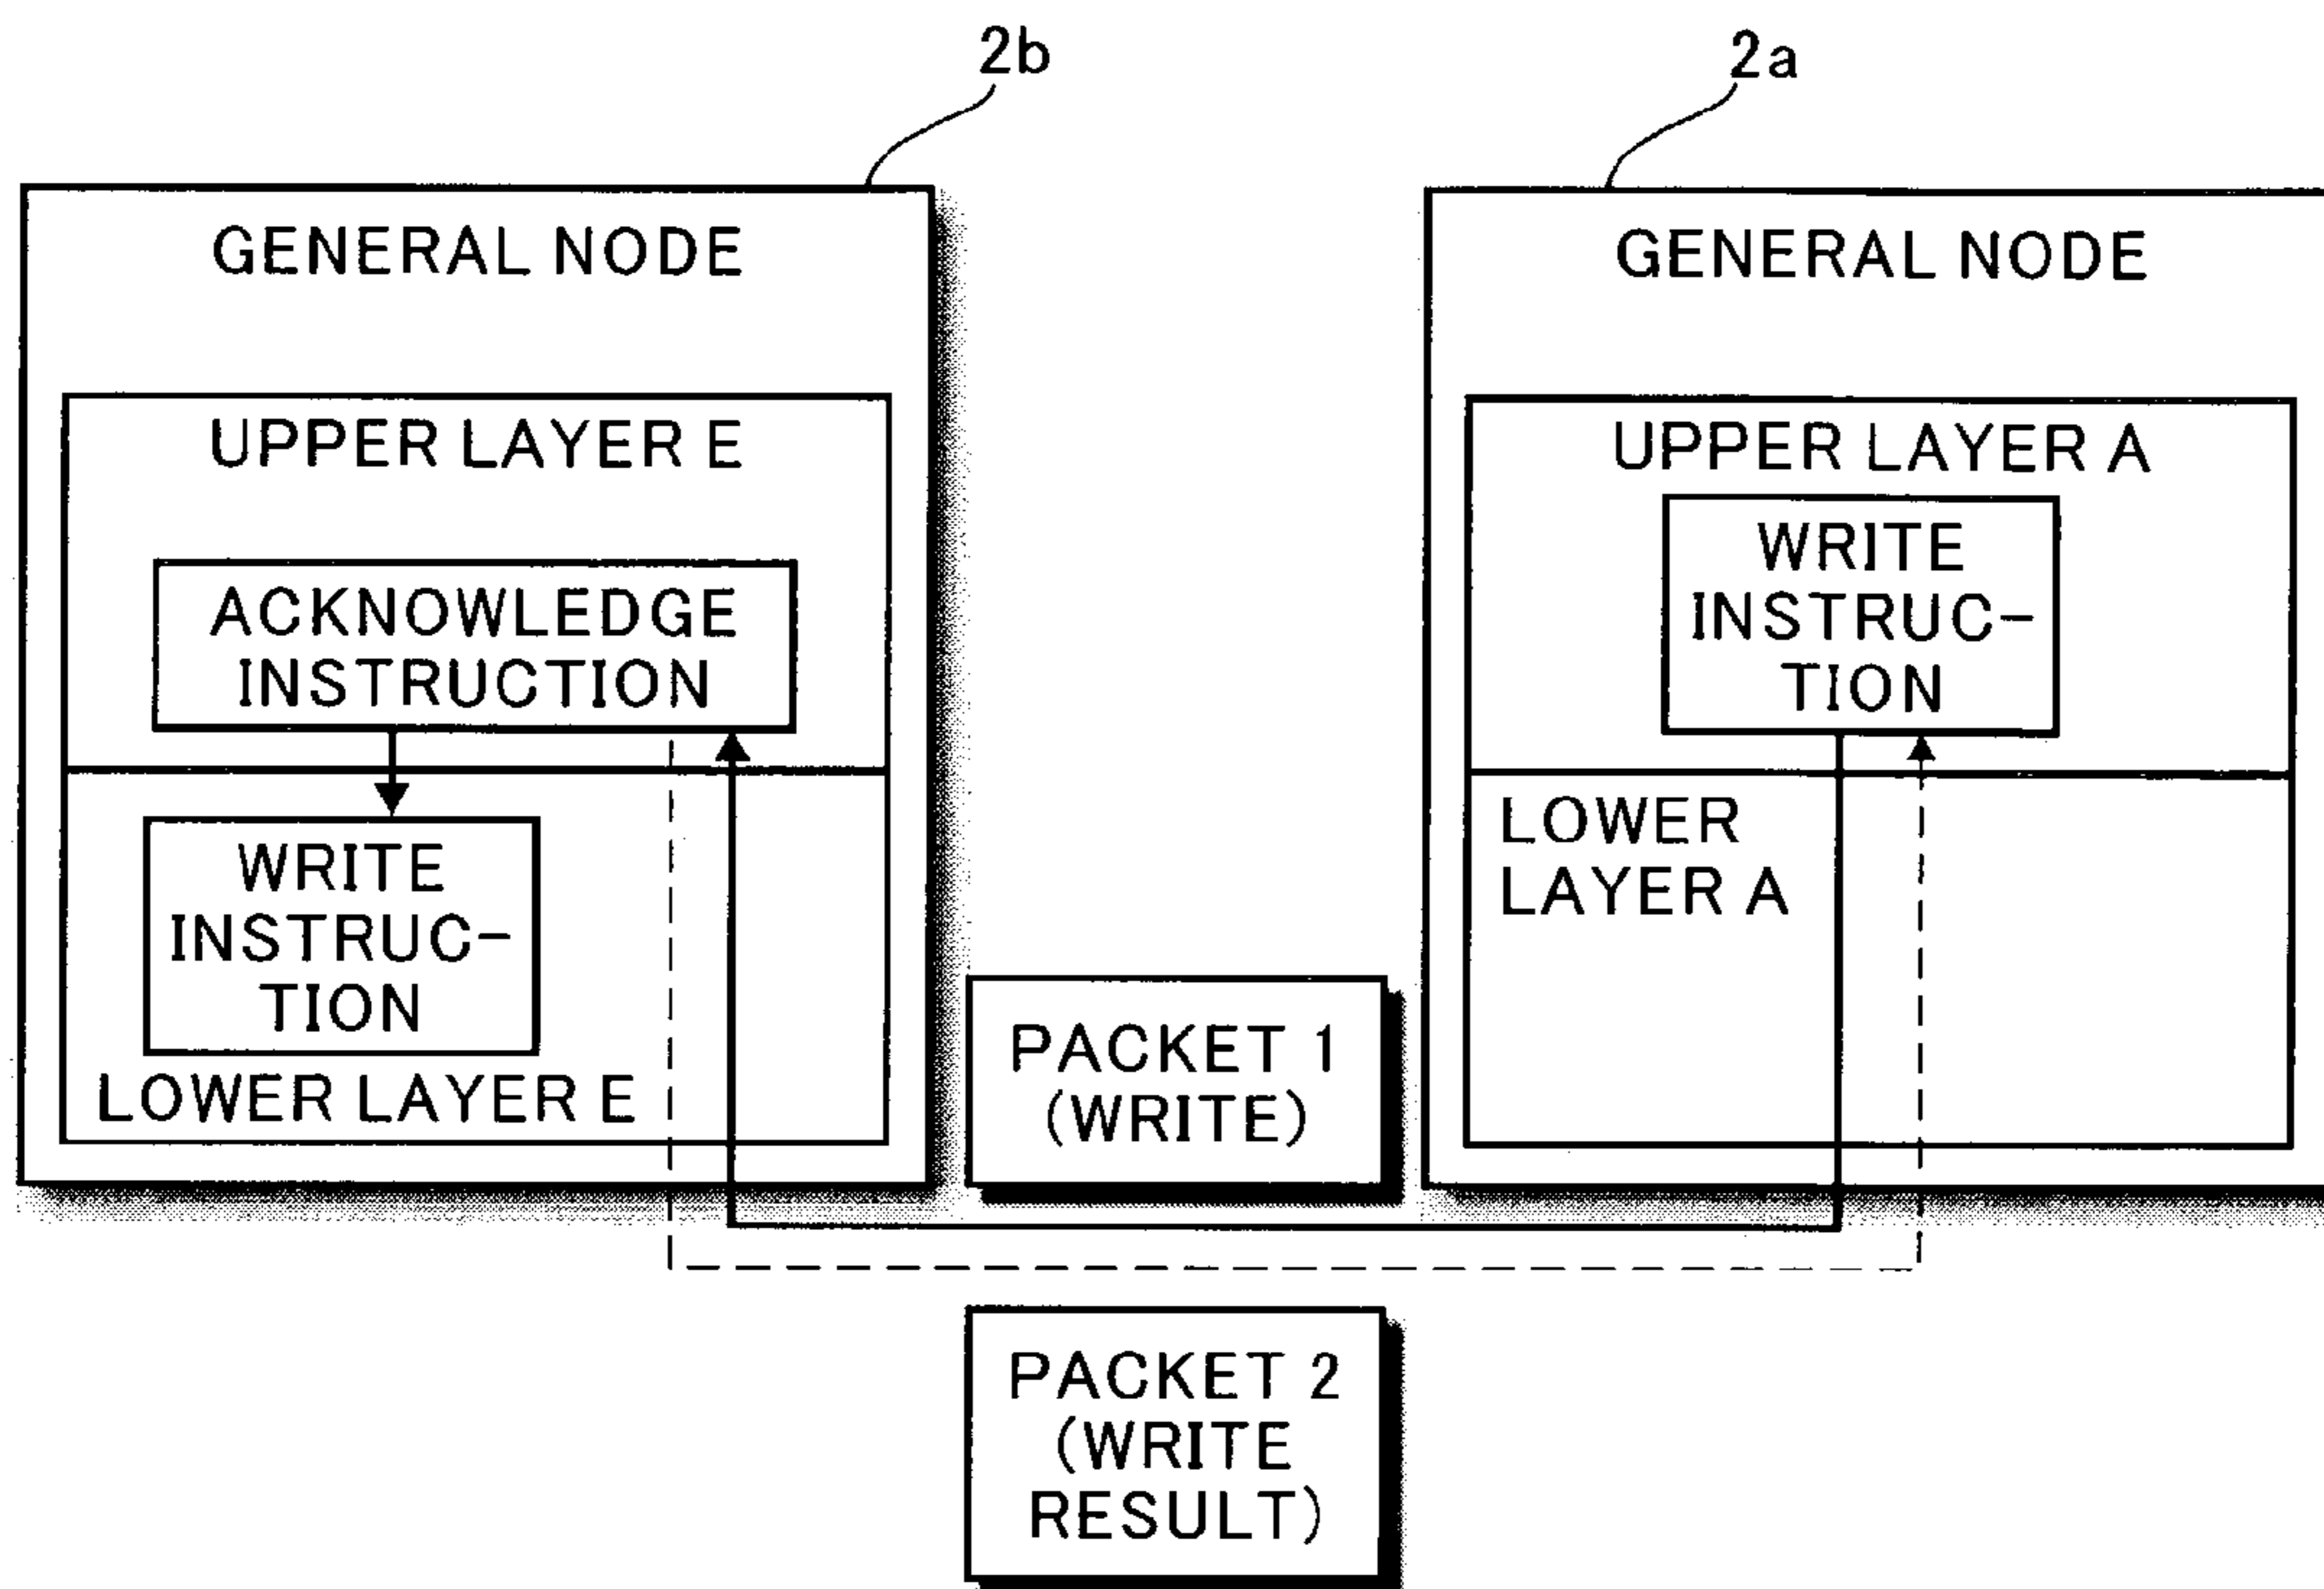 2b
2a
GENERAL NODE
GENERAL NODE
UPPER LAYER E
ACKNOWLEDGE
INSTRUCTION
WRITE
INSTRUC-
TION
LOWER LAYER E
UPPER LAYER A
WRITE
INSTRUC-
TION
LOWER
LAYER A
PACKET 1
(WRITE)
PACKET 2
(WRITE
RESULT)